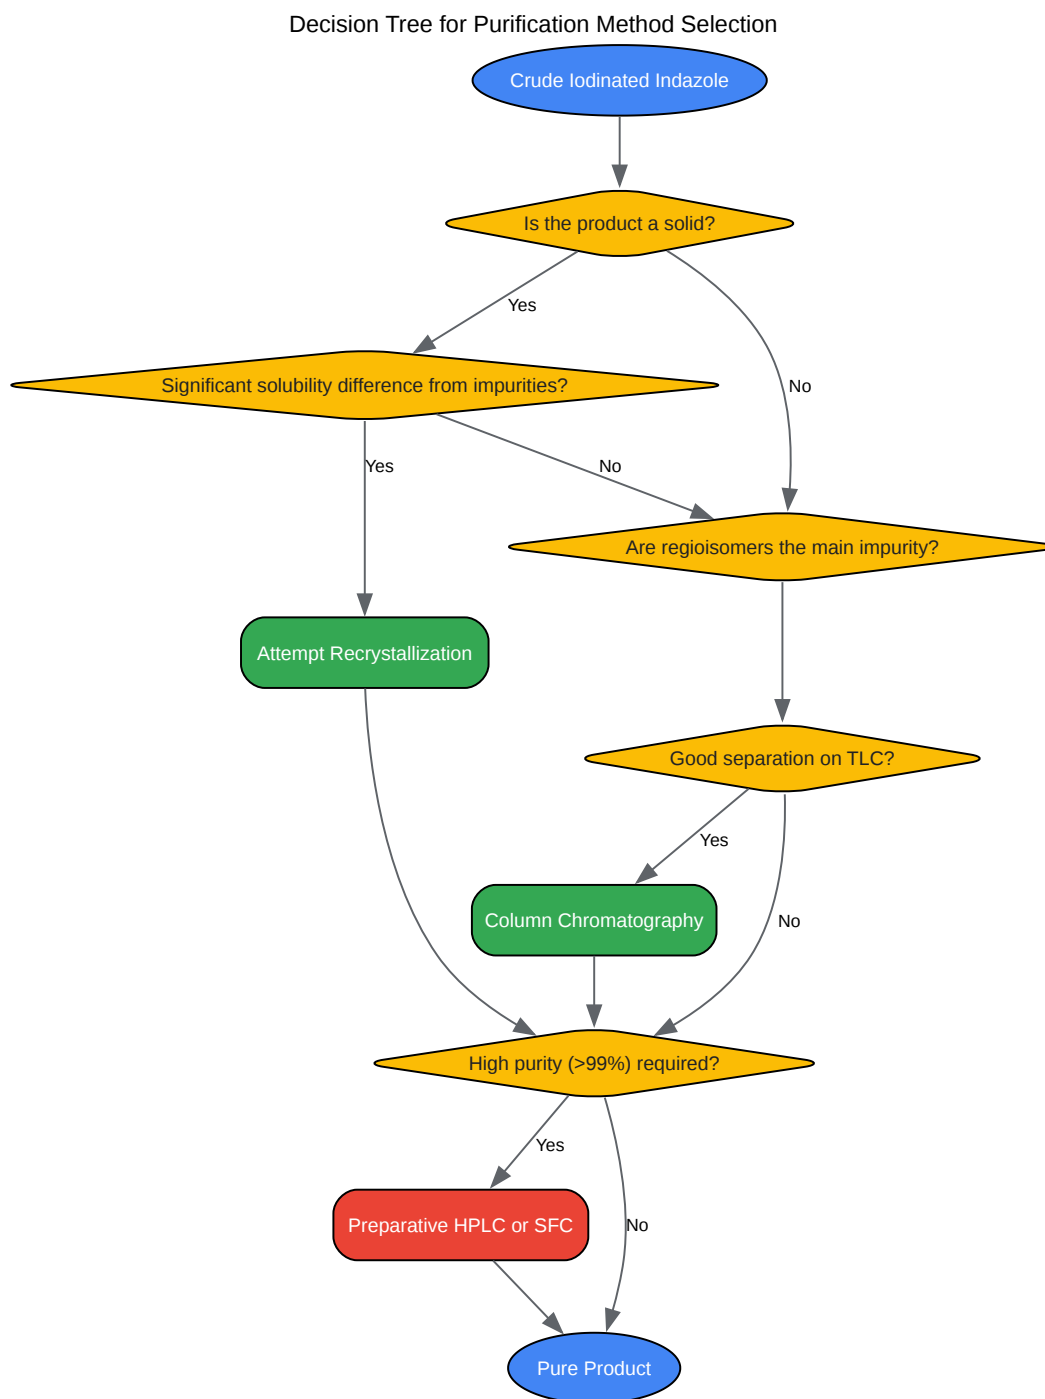 Decision Tree for Purification Method Selection
Crude Iodinated Indazole
Is the product a solid?
Yes
No
Significant solubility difference from impurities?
Yes
No
Are regioisomers the main impurity?
Attempt Recrystallization
Good separation on TLC?
Yes
No
Column Chromatography
High purity (>99%) required?
Yes
No
Preparative HPLC or SFC
Pure Product